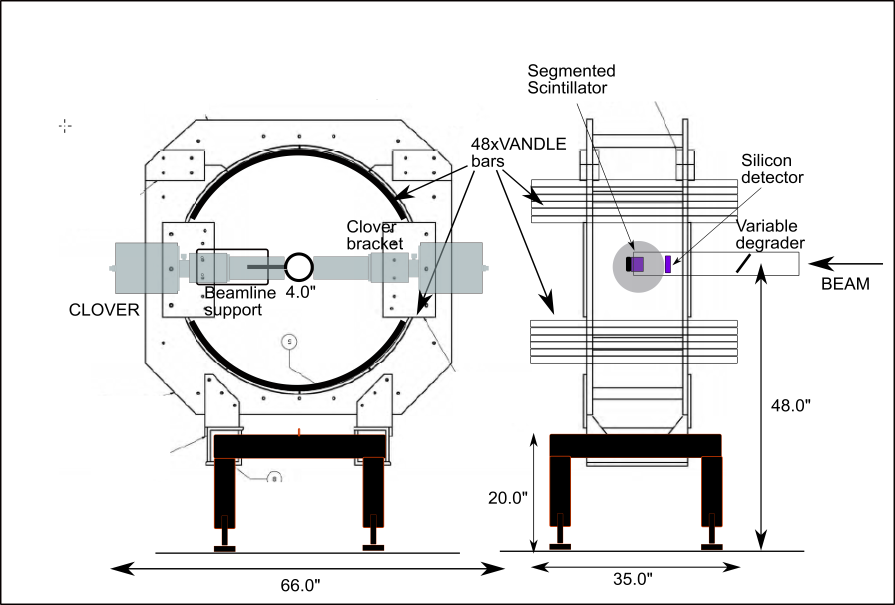 Segmented
Scintillator
48xVANDLE
bars
Silicon
detector
Variable
degrader
Clover
bracket
BEAM
CLOVER
Beamline
support
4.0"
5
8
48.0"
20.0"
66.0"
35.0"